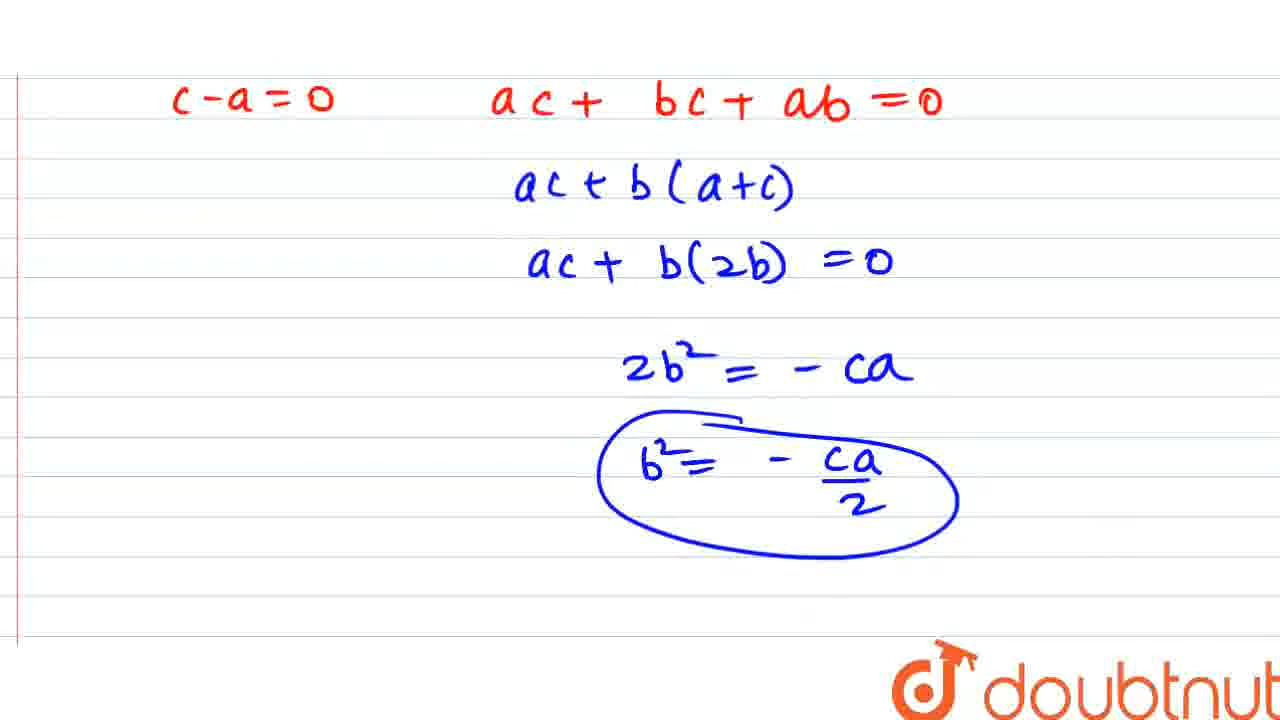 c - a = 0    ac + bc + ab = 0
ac + b(a+c)
ac + b(2b) = 0
2b² = - ca
b² = - ca/2
doubtnut